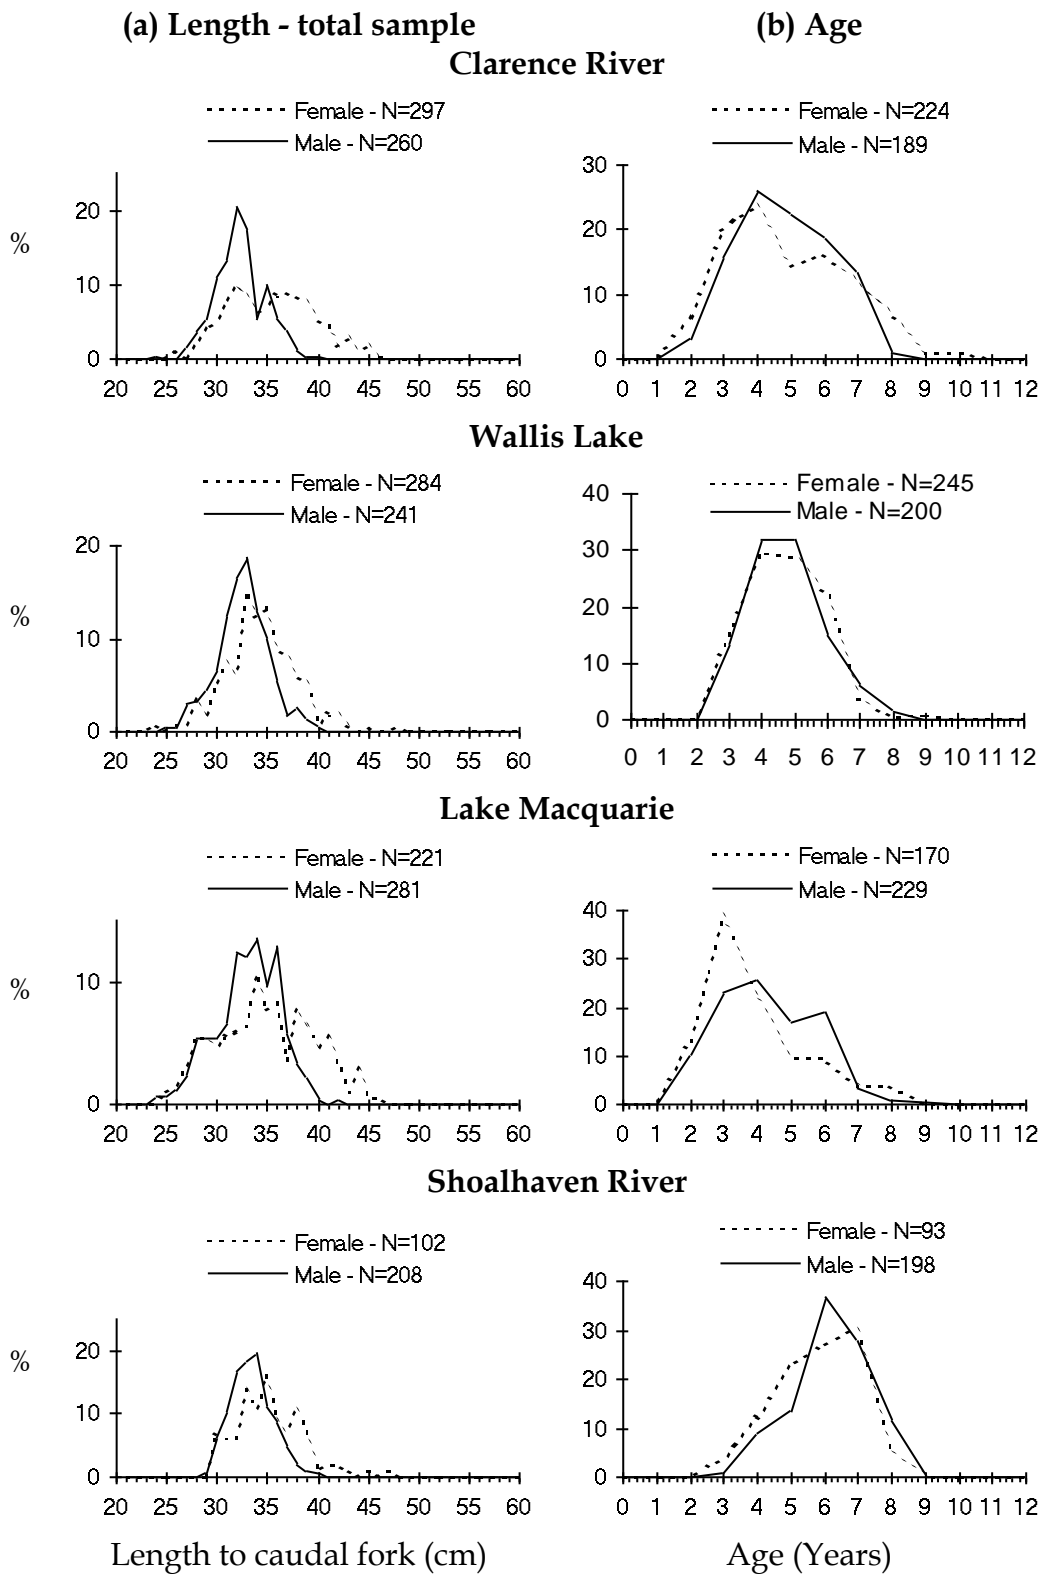 (a) Length - total sample (b) Age
Clarence River
Female - N=297
Male - N=260
%
20
10
0
20 25 30 35 40 45 50 55 60
Female - N=224
Male - N=189
30
20
10
0
0 1 2 3 4 5 6 7 8 9 10 11 12
Wallis Lake
Female - N=284
Male - N=241
%
20
10
0
20 25 30 35 40 45 50 55 60
Female - N=245
Male - N=200
40
30
20
10
0
0 1 2 3 4 5 6 7 8 9 10 11 12
Lake Macquarie
Female - N=221
Male - N=281
%
10
0
20 25 30 35 40 45 50 55 60
Female - N=170
Male - N=229
40
30
20
10
0
0 1 2 3 4 5 6 7 8 9 10 11 12
Shoalhaven River
Female - N=102
Male - N=208
%
20
10
0
20 25 30 35 40 45 50 55 60
Length to caudal fork (cm)
Female - N=93
Male - N=198
40
30
20
10
0
0 1 2 3 4 5 6 7 8 9 10 11 12
Age (Years)